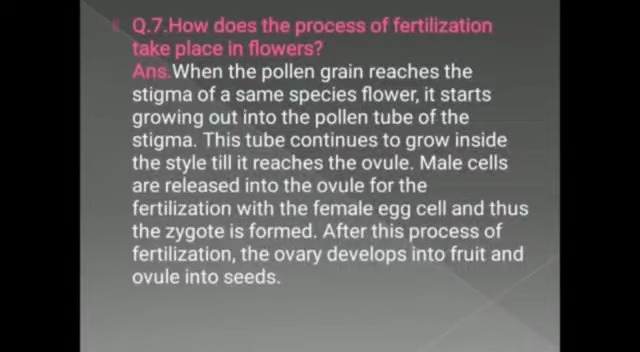 Q.7.How does the process of fertilization
take place in flowers?
Ans.When the pollen grain reaches the
stigma of a same species flower, it starts
growing out into the pollen tube of the
stigma. This tube continues to grow inside
the style till it reaches the ovule. Male cells
are released into the ovule for the
fertilization with the female egg cell and thus
the zygote is formed. After this process of
fertilization, the ovary develops into fruit and
ovule into seeds.